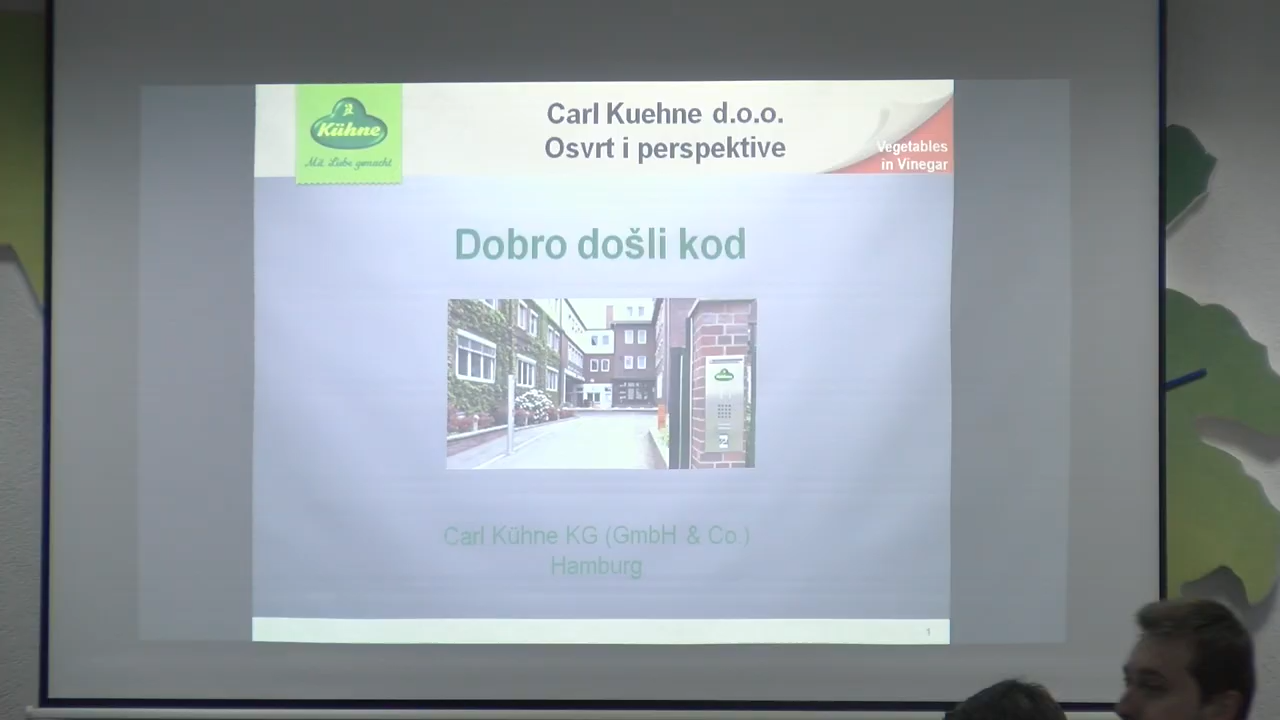 Kühne
Mit Liebe gemacht
Carl Kuehne d.o.o.
Osvrt i perspektive
Vegetables
in Vinegar
Dobro došli kod
Carl Kühne KG (GmbH & Co.)
Hamburg
1